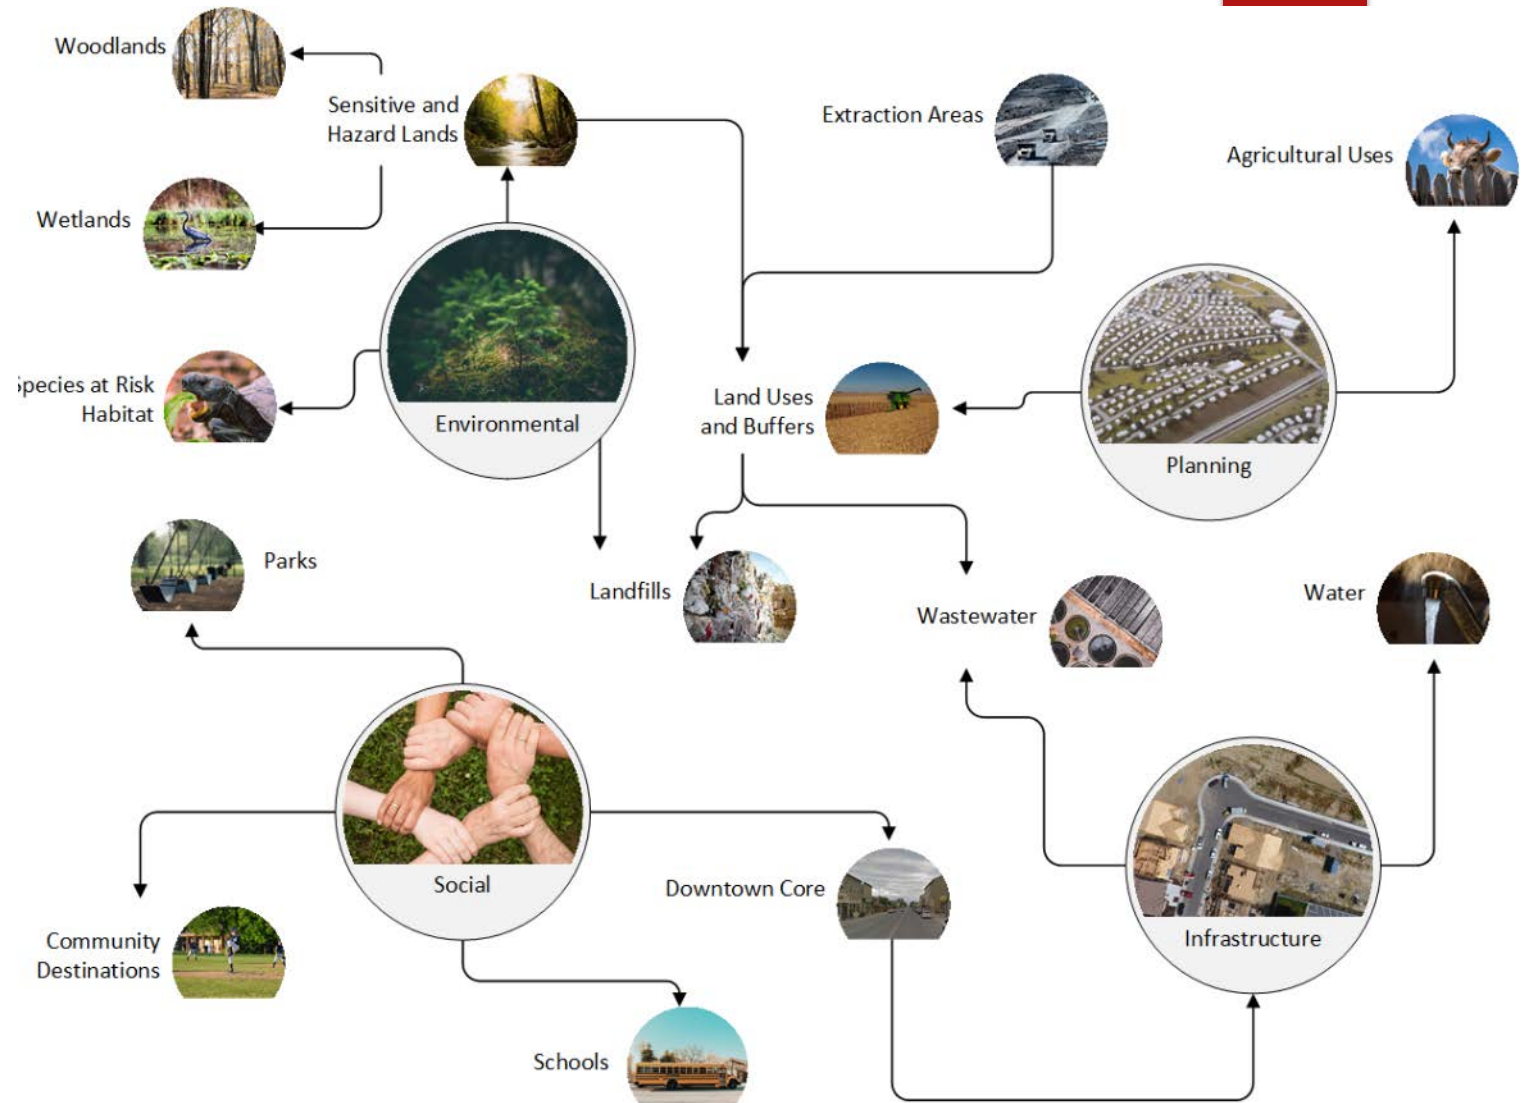 Woodlands
Sensitive and
Hazard Lands
Extraction Areas
Agricultural Uses
Wetlands
Species at Risk
Habitat
Environmental
Land Uses
and Buffers
Planning
Parks
Landfills
Wastewater
Water
Social
Downtown Core
Infrastructure
Community
Destinations
Schools